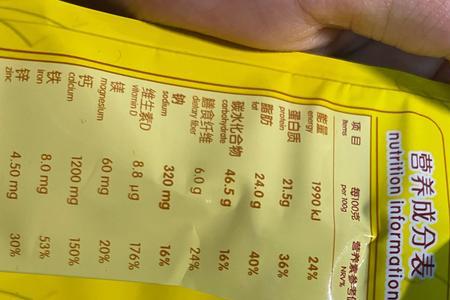 营养成分表
nutrition information
项目 每100克 营养素参考
items per 100g NRV%
能量 1990 kJ 24%
energy
蛋白质 21.5g 36%
protein
脂肪 24.0g 40%
fat
碳水化合物 46.5 g 16%
carbohydrate
膳食纤维 6.0 g 24%
dietary fiber
钠 320 mg 16%
sodium
维生素D 8.8 μg 176%
vitamin D
镁 60 mg 20%
magnesium
钙 1200 mg 150%
calcium
铁 8.0 mg 53%
iron
锌 4.50 mg 30%
zinc